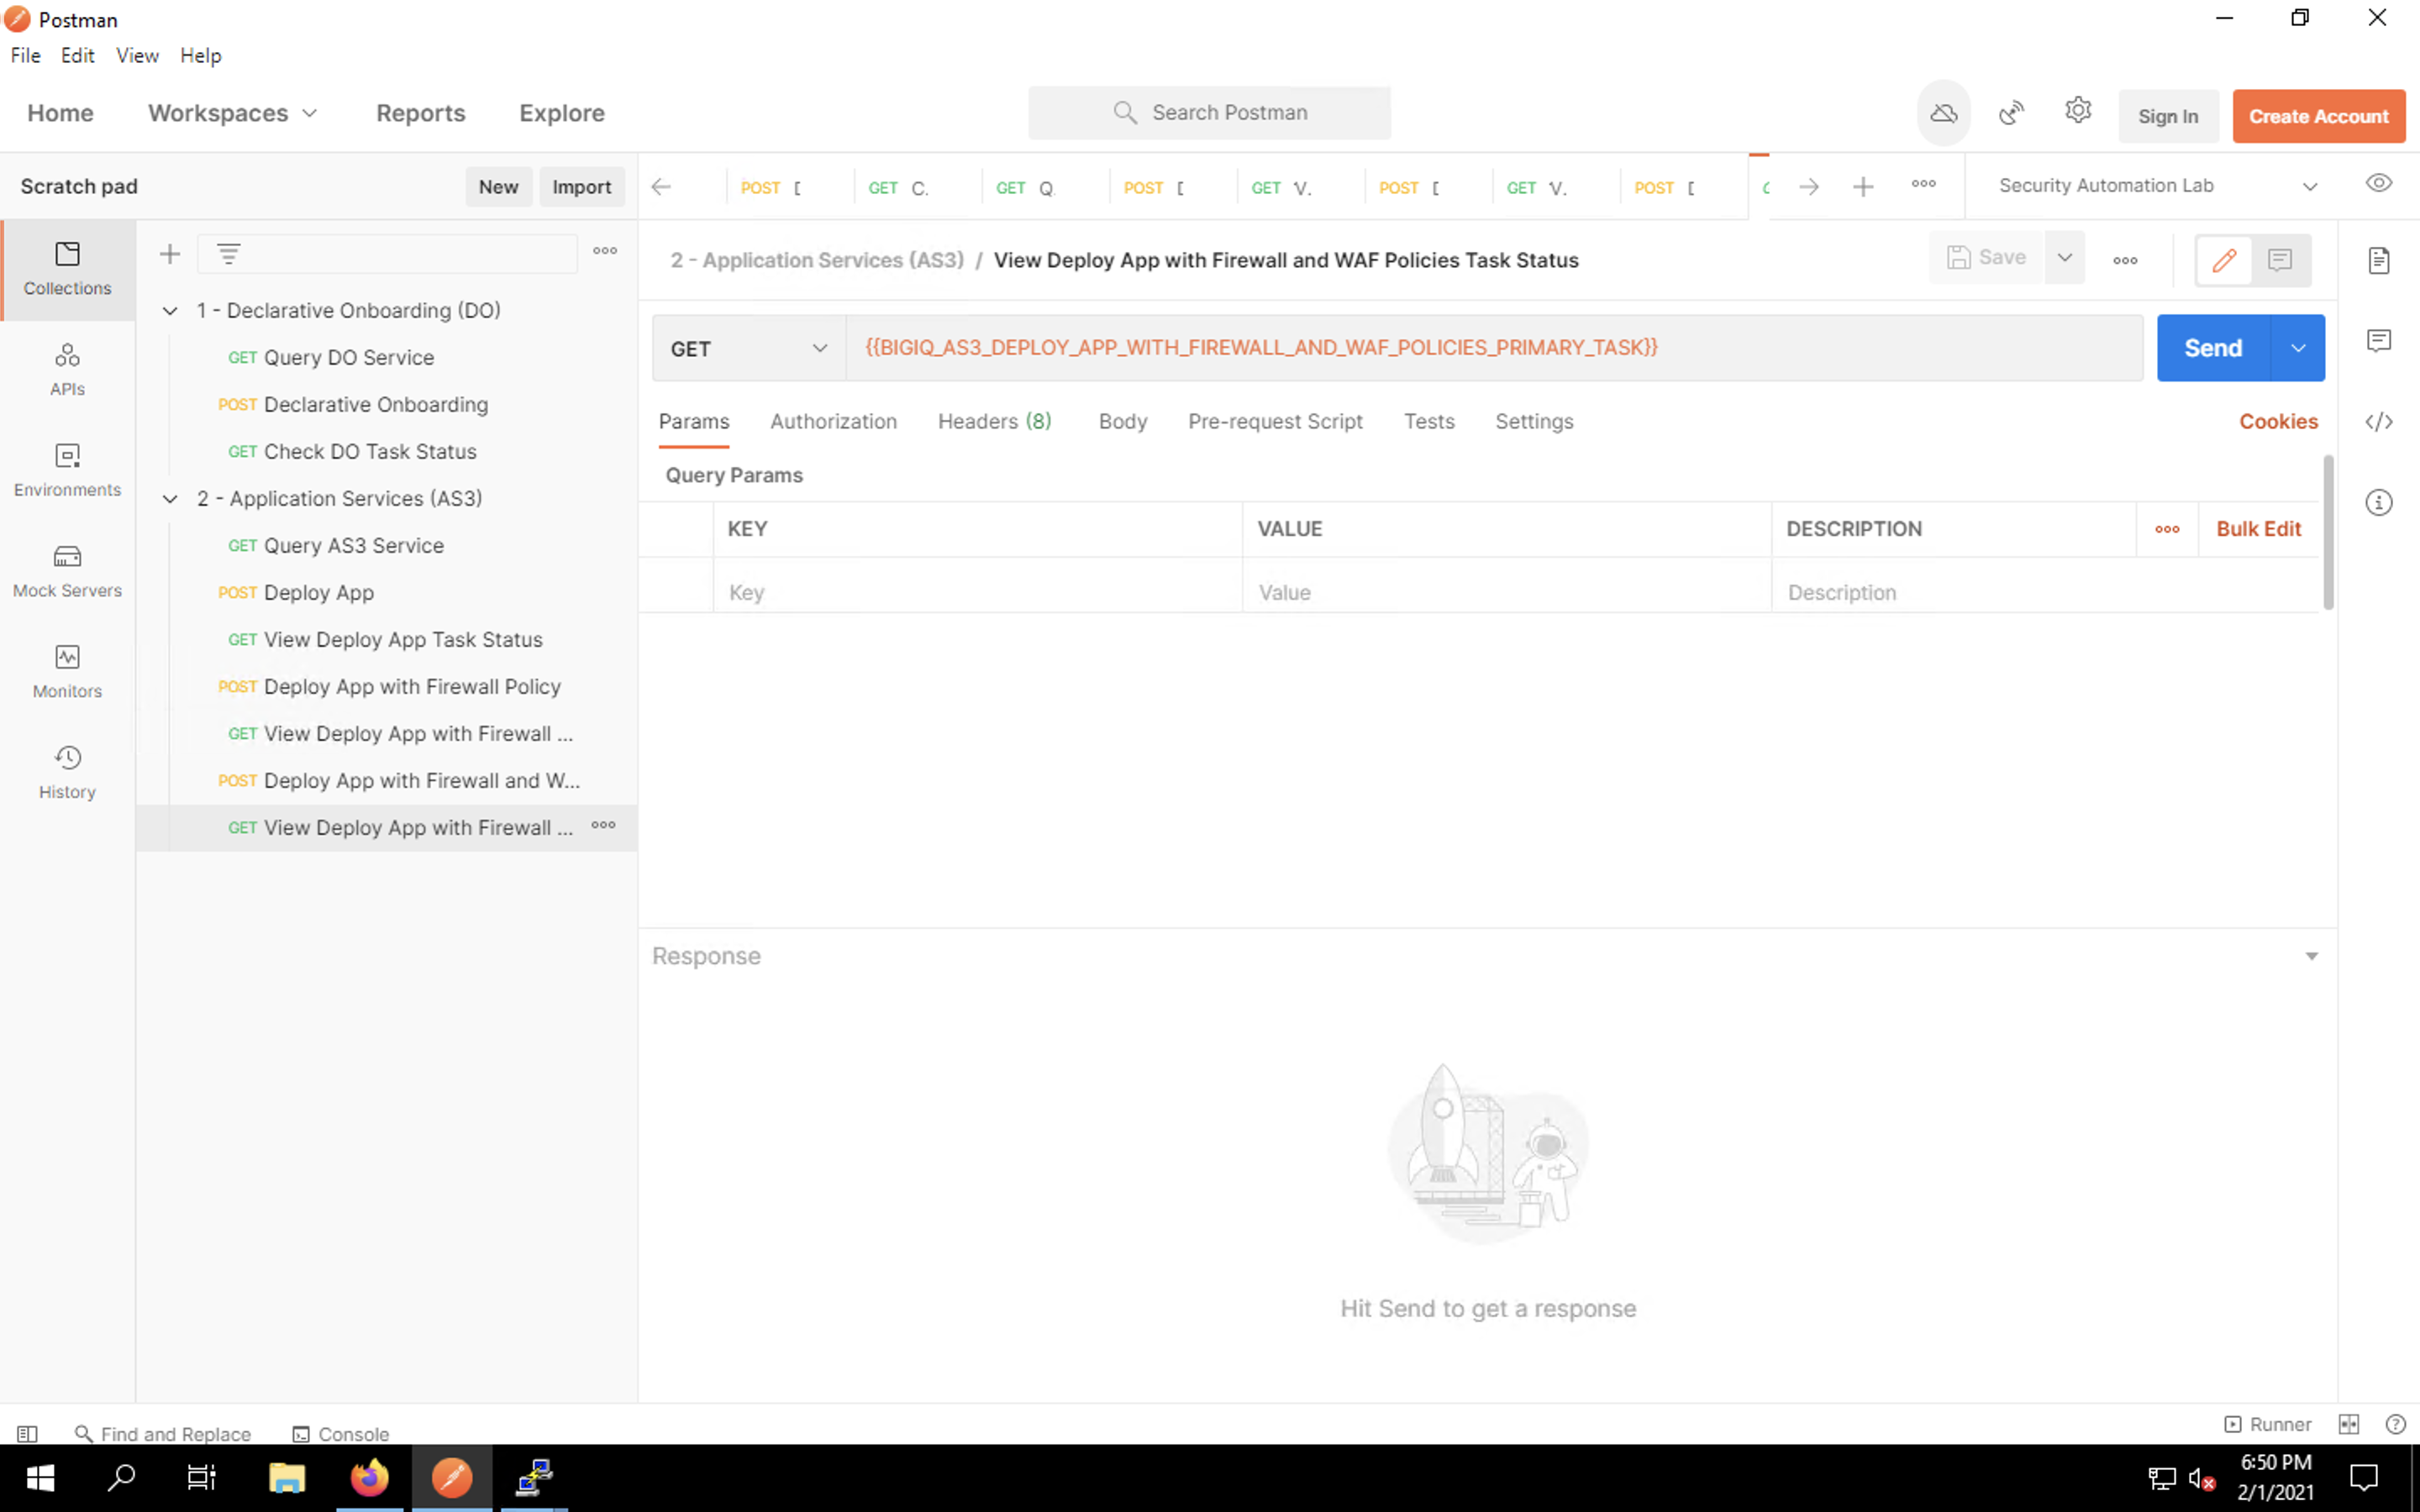 Postman
File Edit View Help
Home Workspaces Reports Explore Search Postman Sign In Create Account
Scratch pad New Import POST GET C. GET Q POST GET V. POST GET V. POST Security Automation Lab
Collections
APIs
Environments
Mock Servers
Monitors
History
1 - Declarative Onboarding (DO)
GET Query DO Service
POST Declarative Onboarding
GET Check DO Task Status
2 - Application Services (AS3)
GET Query AS3 Service
POST Deploy App
GET View Deploy App Task Status
POST Deploy App with Firewall Policy
GET View Deploy App with Firewall ...
POST Deploy App with Firewall and W...
GET View Deploy App with Firewall ...
2 - Application Services (AS3) / View Deploy App with Firewall and WAF Policies Task Status Save
GET {{BIGIQ_AS3_DEPLOY_APP_WITH_FIREWALL_AND_WAF_POLICIES_PRIMARY_TASK}} Send
Params Authorization Headers (8) Body Pre-request Script Tests Settings Cookies
Query Params
KEY VALUE DESCRIPTION Bulk Edit
Key Value Description
Response
Hit Send to get a response
Find and Replace Console Runner
6:50 PM
2/1/2021